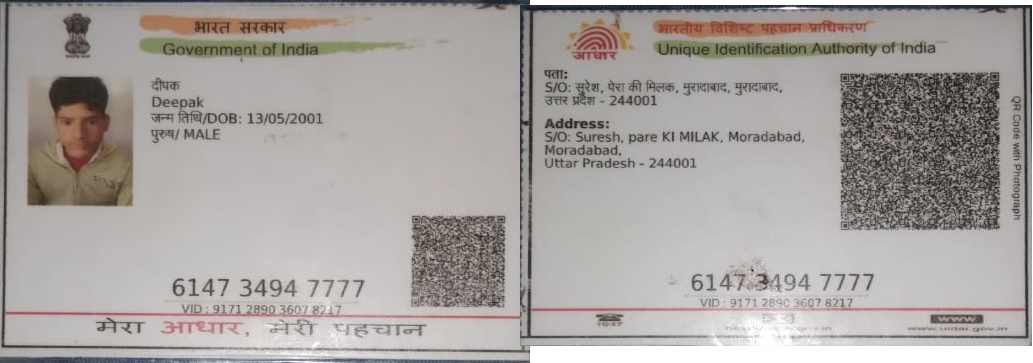 भारत सरकार
Government of India
दीपक
Deepak
जन्म तिथि/DOB: 13/05/2001
पुरुष/ MALE
6147 3494 7777
VID : 9171 2890 3607 8217
मेरा आधार, मेरी पहचान
भारतीय विशिष्ट पहचान प्राधिकरण
Unique Identification Authority of India
आधार
पता:
S/O: सुरेश, पेरा की मिलक, मुरादाबाद, मुरादाबाद,
उत्तर प्रदेश - 244001
Address:
S/O: Suresh, pare KI MILAK, Moradabad,
Moradabad,
Uttar Pradesh - 244001
QR Code with Photograph
6147 3494 7777
VID : 9171 2890 3607 8217
1947
www
www.uidai.gov.in